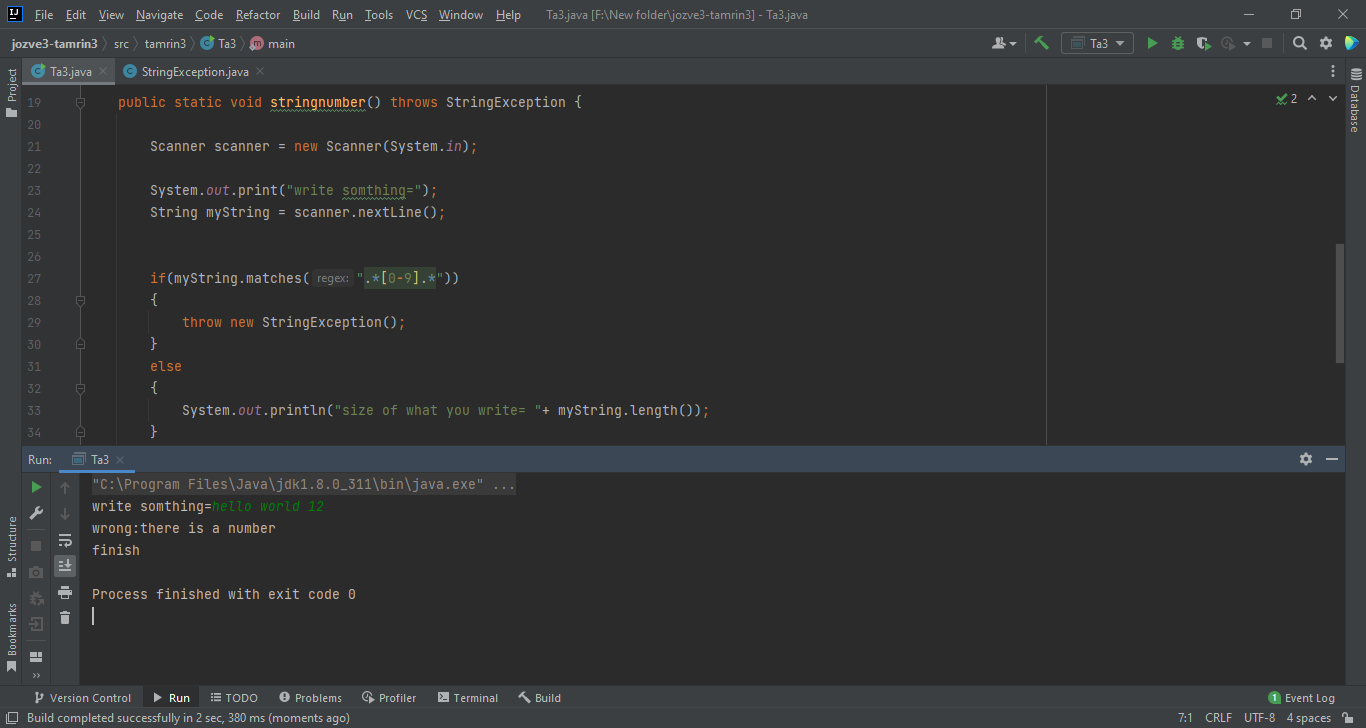 File Edit View Navigate Code Refactor Build Run Tools VCS Window Help Ta3.java [F:\New folder\jozve3-tamrin3] - Ta3.java
jozve3-tamrin3 src tamrin3 Ta3 main Ta3
Ta3.java StringException.java
Project
Database
2
19 public static void stringnumber() throws StringException {
20
21 Scanner scanner = new Scanner(System.in);
22
23 System.out.print("write somthing=");
24 String myString = scanner.nextLine();
25
26
27 if(myString.matches( regex: ".*[0-9].*"))
28 {
29 throw new StringException();
30 }
31 else
32 {
33 System.out.println("size of what you write= "+ myString.length());
34 }
Run: Ta3
"C:\Program Files\Java\jdk1.8.0_311\bin\java.exe" ...
write somthing=hello world 12
wrong:there is a number
finish
Process finished with exit code 0
Structure
Bookmarks
Version Control Run TODO Problems Profiler Terminal Build 1 Event Log
Build completed successfully in 2 sec, 380 ms (moments ago) 7:1 CRLF UTF-8 4 spaces